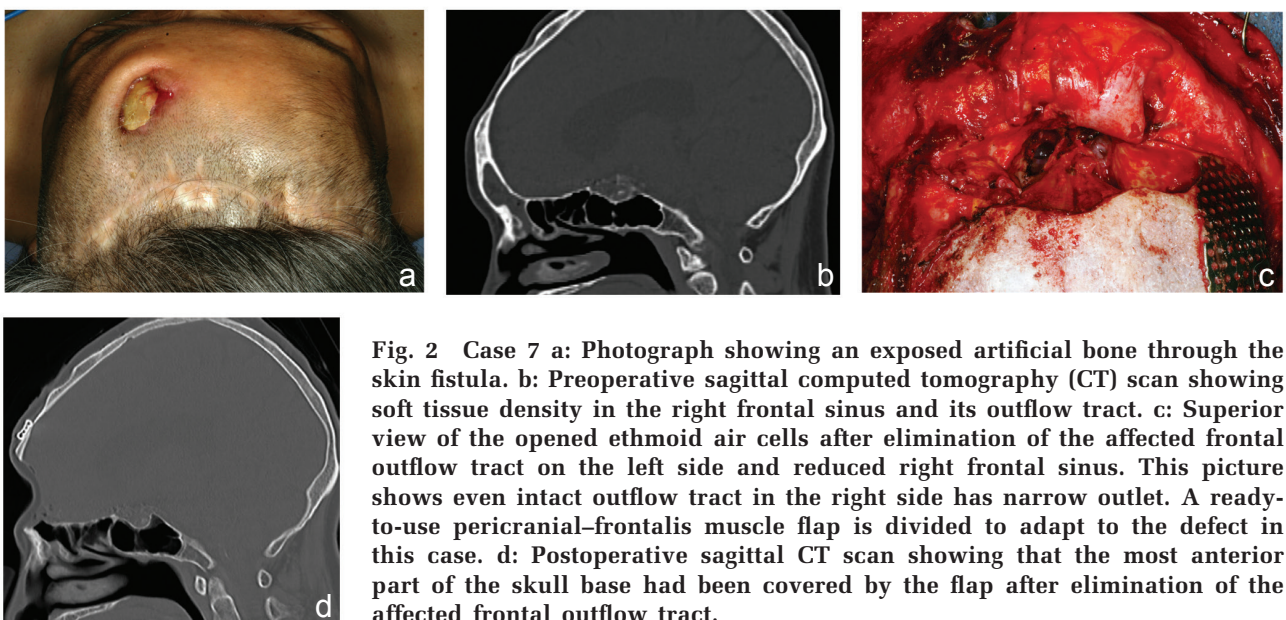 a
b
c
d
Fig. 2 Case 7 a: Photograph showing an exposed artificial bone through the
skin fistula. b: Preoperative sagittal computed tomography (CT) scan showing
soft tissue density in the right frontal sinus and its outflow tract. c: Superior
view of the opened ethmoid air cells after elimination of the affected frontal
outflow tract on the left side and reduced right frontal sinus. This picture
shows even intact outflow tract in the right side has narrow outlet. A ready-
to-use pericranial–frontalis muscle flap is divided to adapt to the defect in
this case. d: Postoperative sagittal CT scan showing that the most anterior
part of the skull base had been covered by the flap after elimination of the
affected frontal outflow tract.